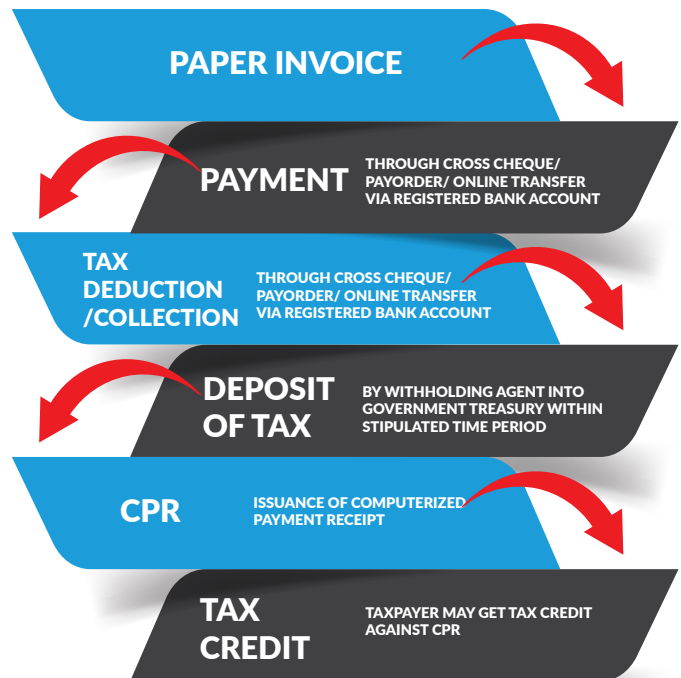 PAPER INVOICE
PAYMENT
THROUGH CROSS CHEQUE/
PAYORDER/ ONLINE TRANSFER
VIA REGISTERED BANK ACCOUNT
TAX
DEDUCTION
/COLLECTION
THROUGH CROSS CHEQUE/
PAYORDER/ ONLINE TRANSFER
VIA REGISTERED BANK ACCOUNT
DEPOSIT
OF TAX
BY WITHHOLDING AGENT INTO
GOVERNMENT TREASURY WITHIN
STIPULATED TIME PERIOD
CPR
ISSUANCE OF COMPUTERIZED
PAYMENT RECEIPT
TAX
CREDIT
TAXPAYER MAY GET TAX CREDIT
AGAINST CPR